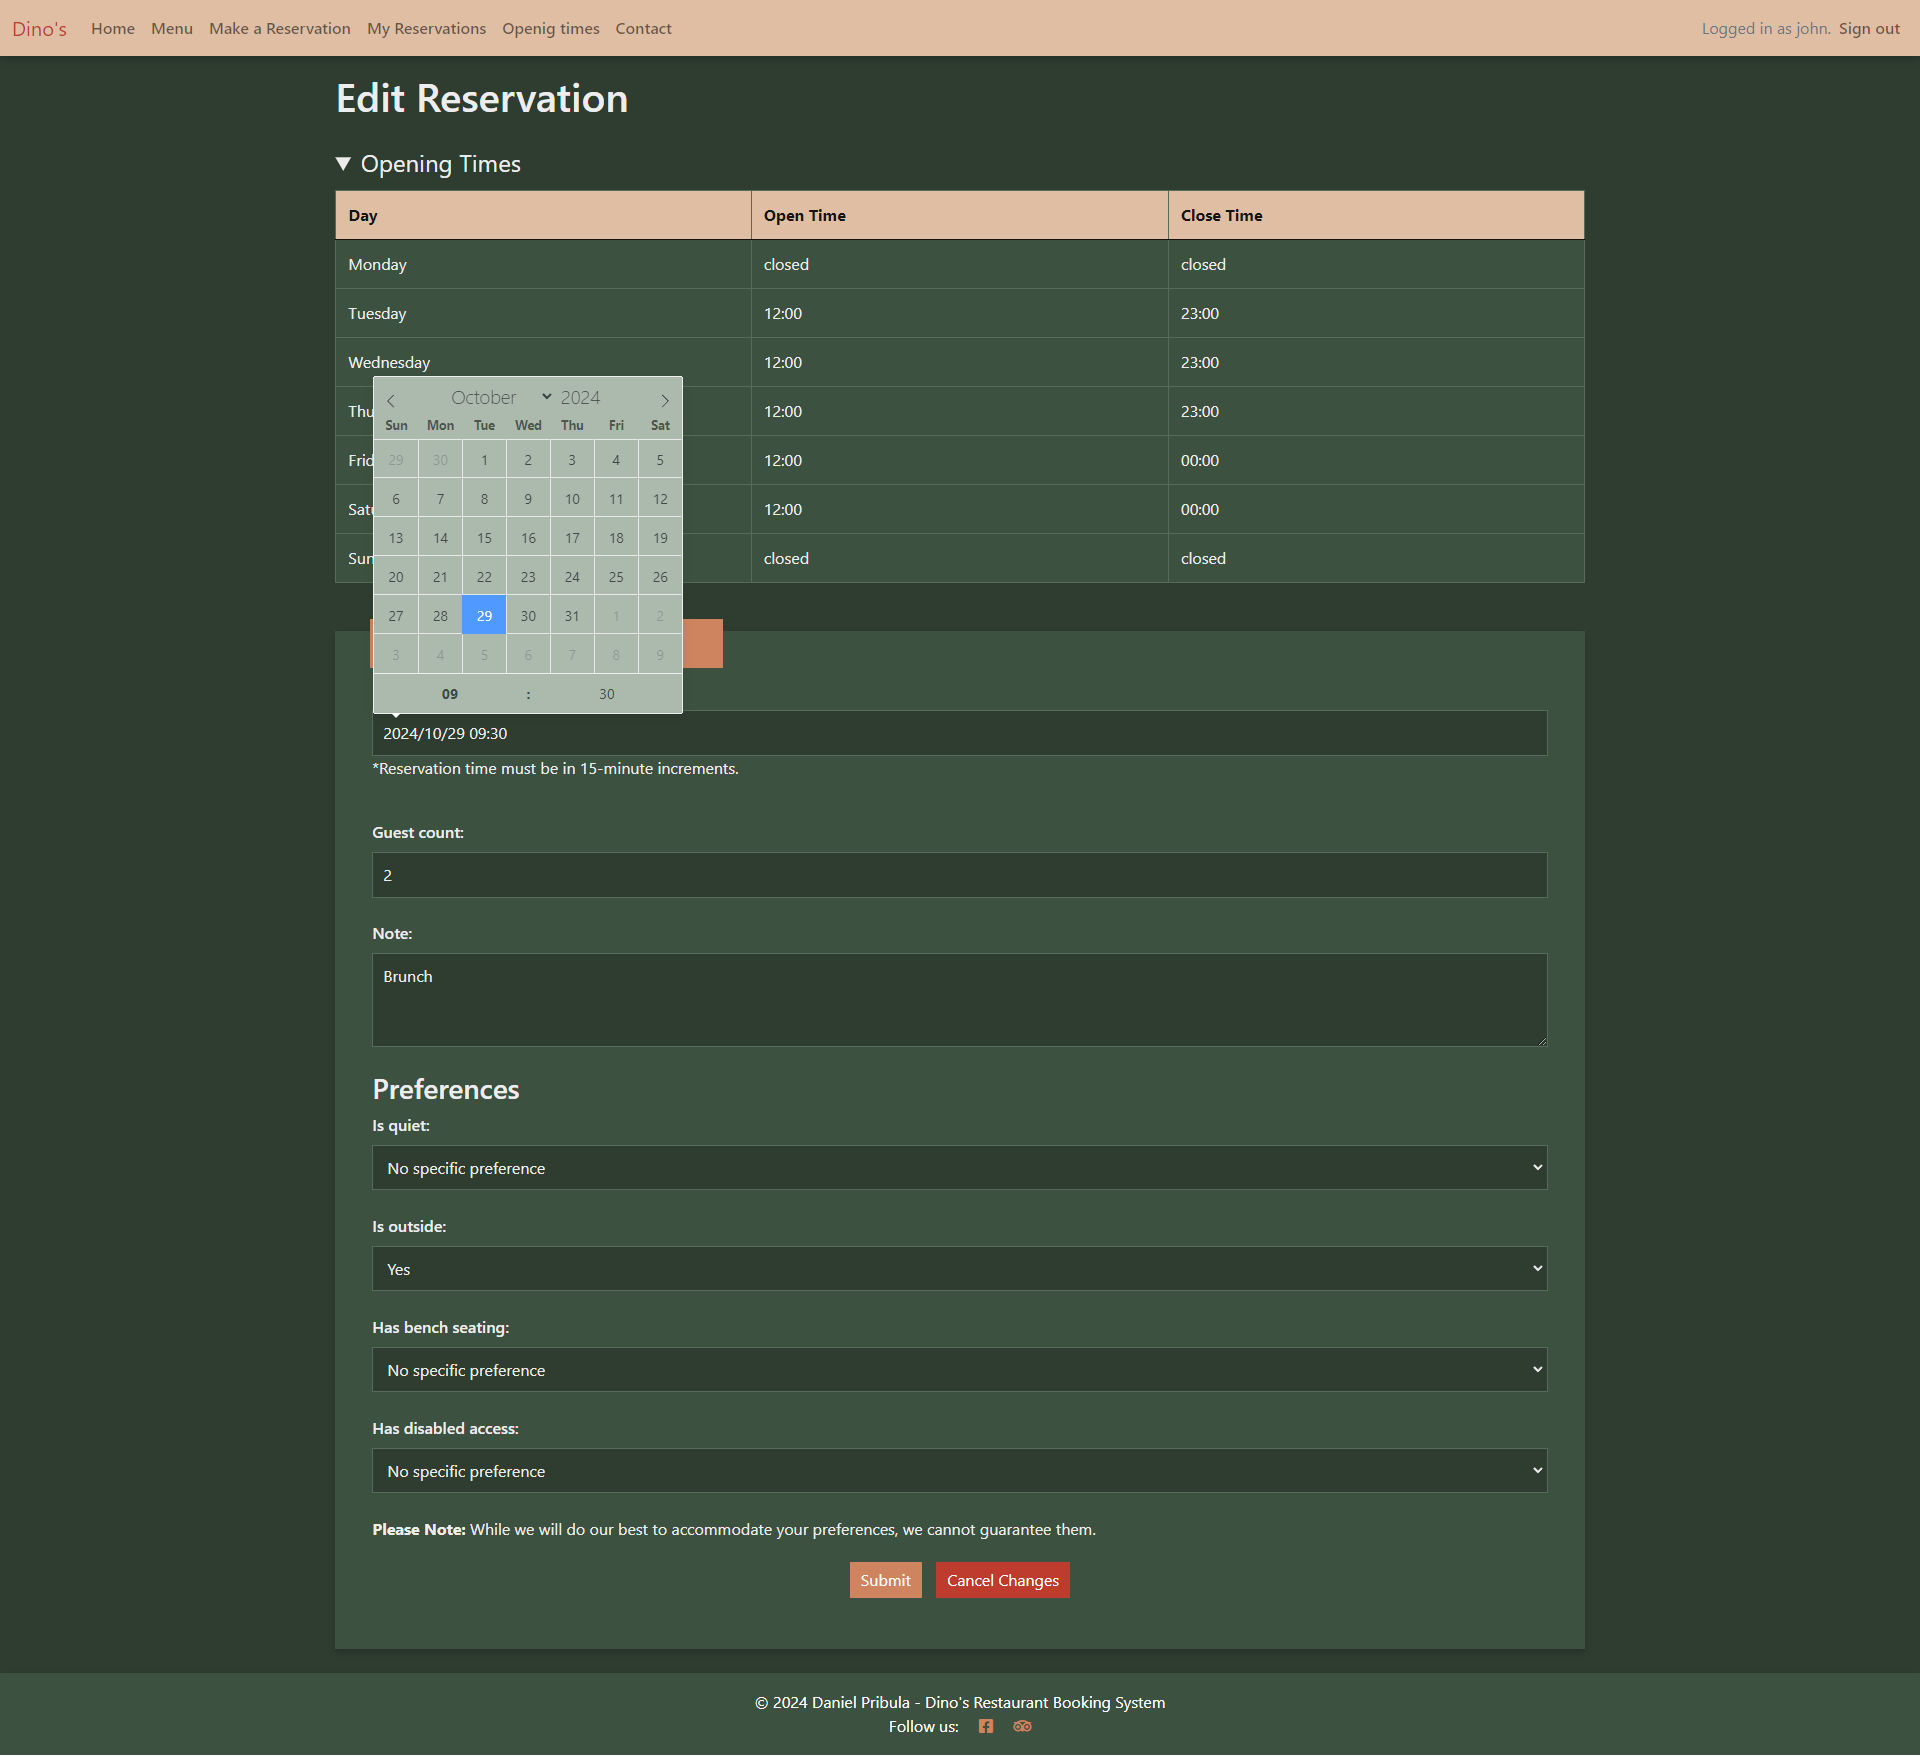 Dino's Home Menu Make a Reservation My Reservations Openig times Contact Logged in as john. Sign out
Edit Reservation
▼ Opening Times
Day Open Time Close Time
Monday closed closed
Tuesday 12:00 23:00
Wednesday 12:00 23:00
Thu 12:00 23:00
Frid 12:00 00:00
Satu 12:00 00:00
Sun closed closed
October 2024
Sun Mon Tue Wed Thu Fri Sat
29 30 1 2 3 4 5
6 7 8 9 10 11 12
13 14 15 16 17 18 19
20 21 22 23 24 25 26
27 28 29 30 31 1 2
3 4 5 6 7 8 9
09 : 30
2024/10/29 09:30
*Reservation time must be in 15-minute increments.
Guest count:
2
Note:
Brunch
Preferences
Is quiet:
No specific preference
Is outside:
Yes
Has bench seating:
No specific preference
Has disabled access:
No specific preference
Please Note: While we will do our best to accommodate your preferences, we cannot guarantee them.
Submit Cancel Changes
© 2024 Daniel Pribula - Dino's Restaurant Booking System
Follow us: